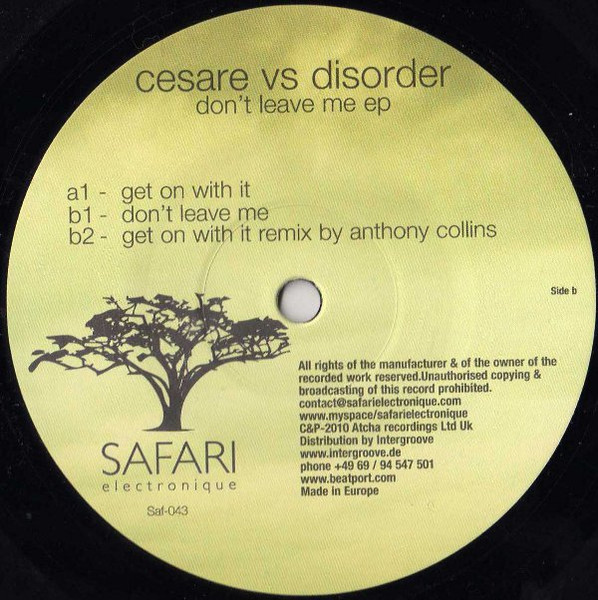 cesare vs disorder
don't leave me ep
a1 - get on with it
b1 - don't leave me
b2 - get on with it remix by anthony collins
Side b
All rights of the manufacturer & of the owner of the
recorded work reserved.Unauthorised copying &
broadcasting of this record prohibited.
contact@safarielectronique.com
www.myspace/safarielectronique
C&P-2010 Atcha recordings Ltd Uk
Distribution by Intergroove
www.intergroove.de
phone +49 69 / 94 547 501
www.beatport.com
Made in Europe
SAFARI
electronique
Saf-043